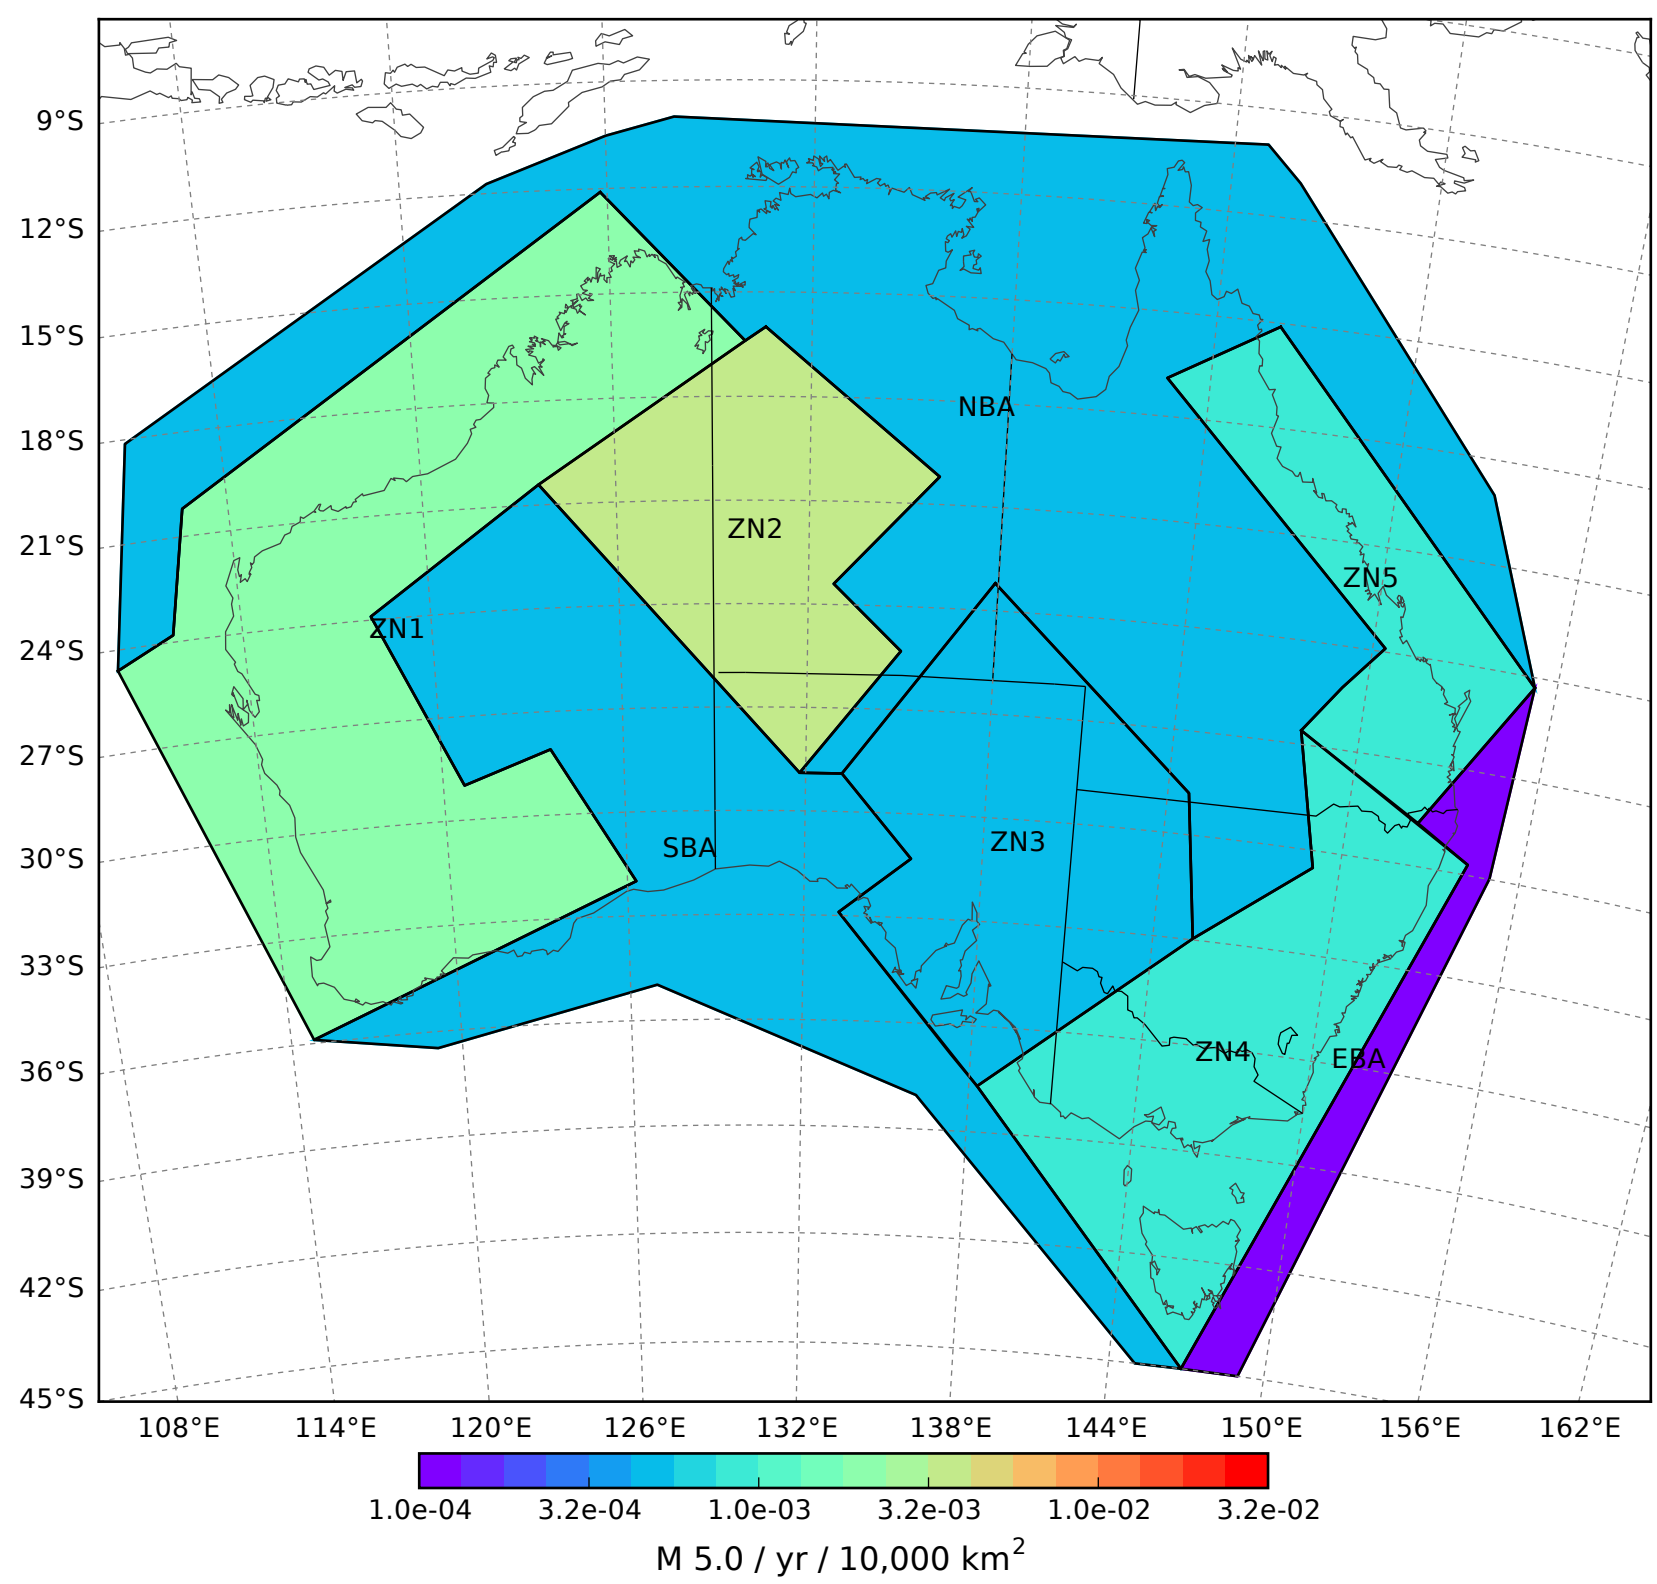 9°S
12°S
15°S
NBA
18°S
ZN2
21°S
ZN5
ZN1
24°S
27°S
ZN3
SBA
30°S
33°S
ZN4
EBA
36°S
39°S
42°S
45°S
108°E 114°E 120°E 126°E 132°E 138°E 144°E 150°E 156°E 162°E
1.0e-04 3.2e-04 1.0e-03 3.2e-03 1.0e-02 3.2e-02
M 5.0 / yr / 10,000 km²